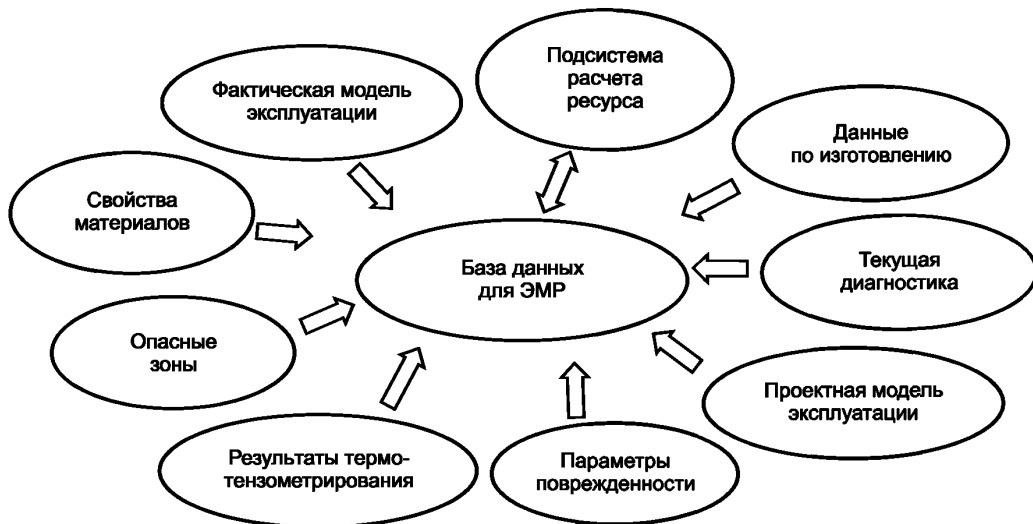 Подсистема
расчета
ресурса
Фактическая модель
эксплуатации
Данные
по изготовлению
Свойства
материалов
База данных
для ЭМР
Текущая
диагностика
Опасные
зоны
Проектная модель
эксплуатации
Результаты термо-
тензометрирования
Параметры
поврежденности